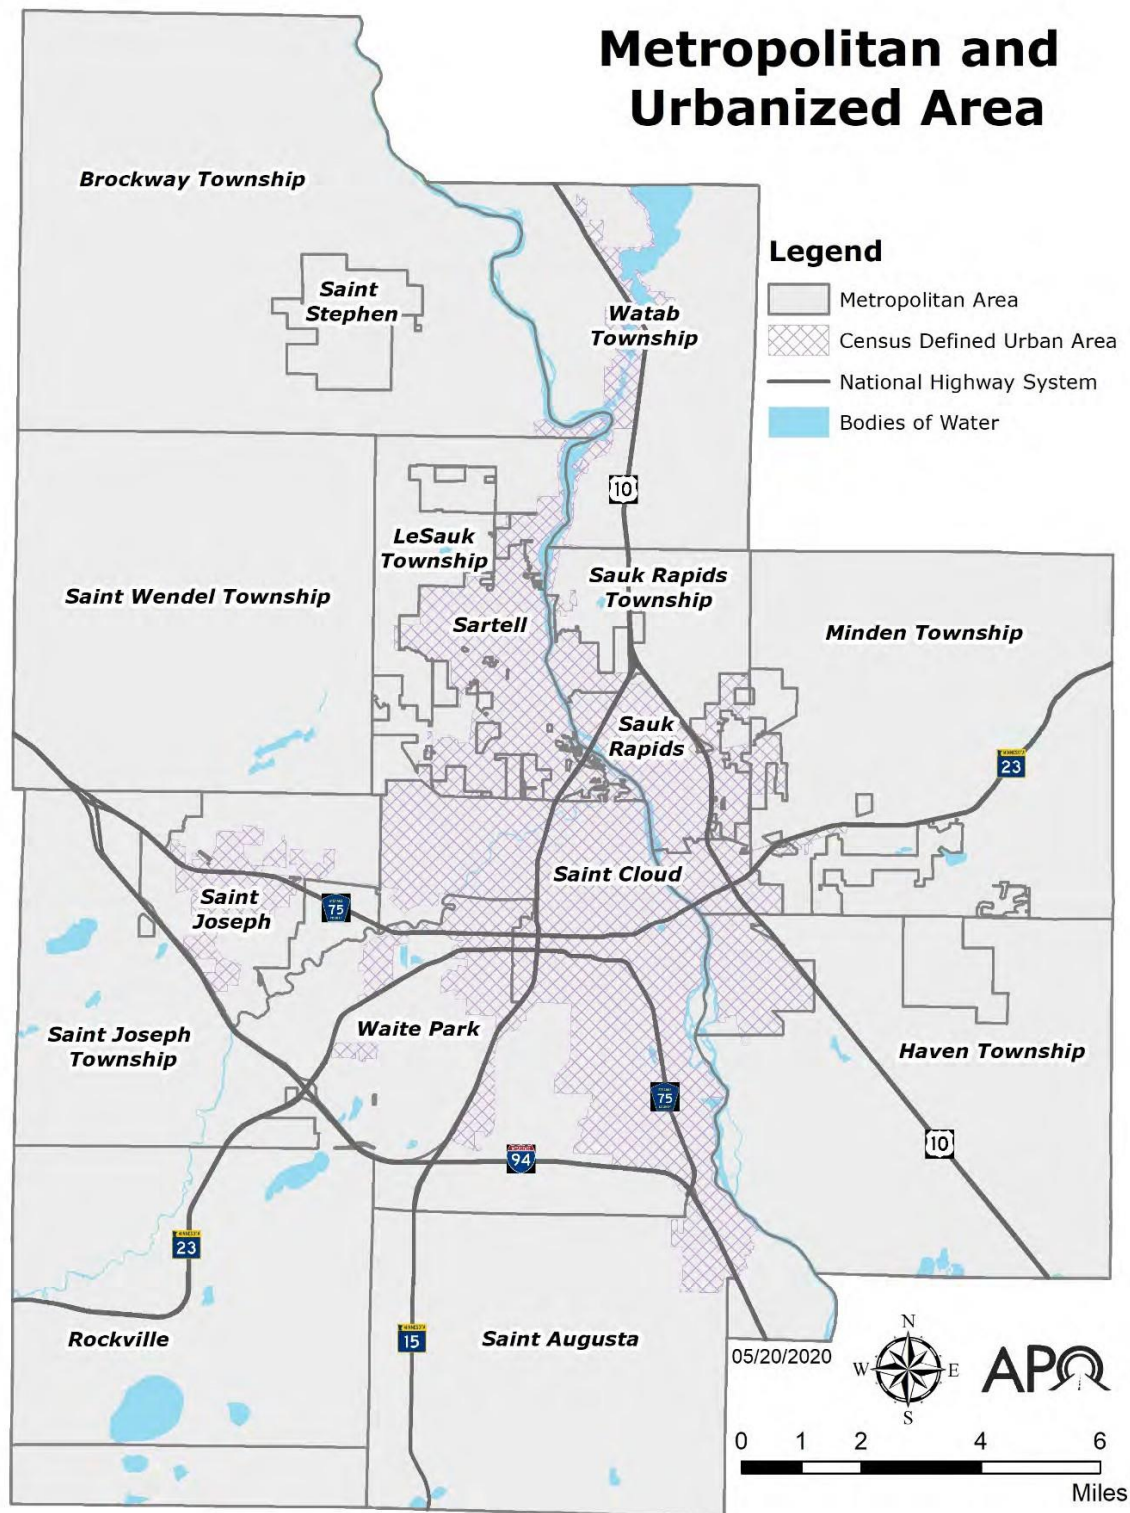 Metropolitan and
Urbanized Area
Brockway Township
Saint
Stephen
Watab
Township
Legend
Metropolitan Area
Census Defined Urban Area
National Highway System
Bodies of Water
10
LeSauk
Township
Sauk Rapids
Township
Saint Wendel Township
Sartell
Minden Township
Sauk
Rapids
23
Saint Cloud
Saint
Joseph
75
Waite Park
Saint Joseph
Township
Haven Township
75
10
94
23
15
Rockville
Saint Augusta
05/20/2020
N
W
E
S
APO
0 1 2 4 6
Miles